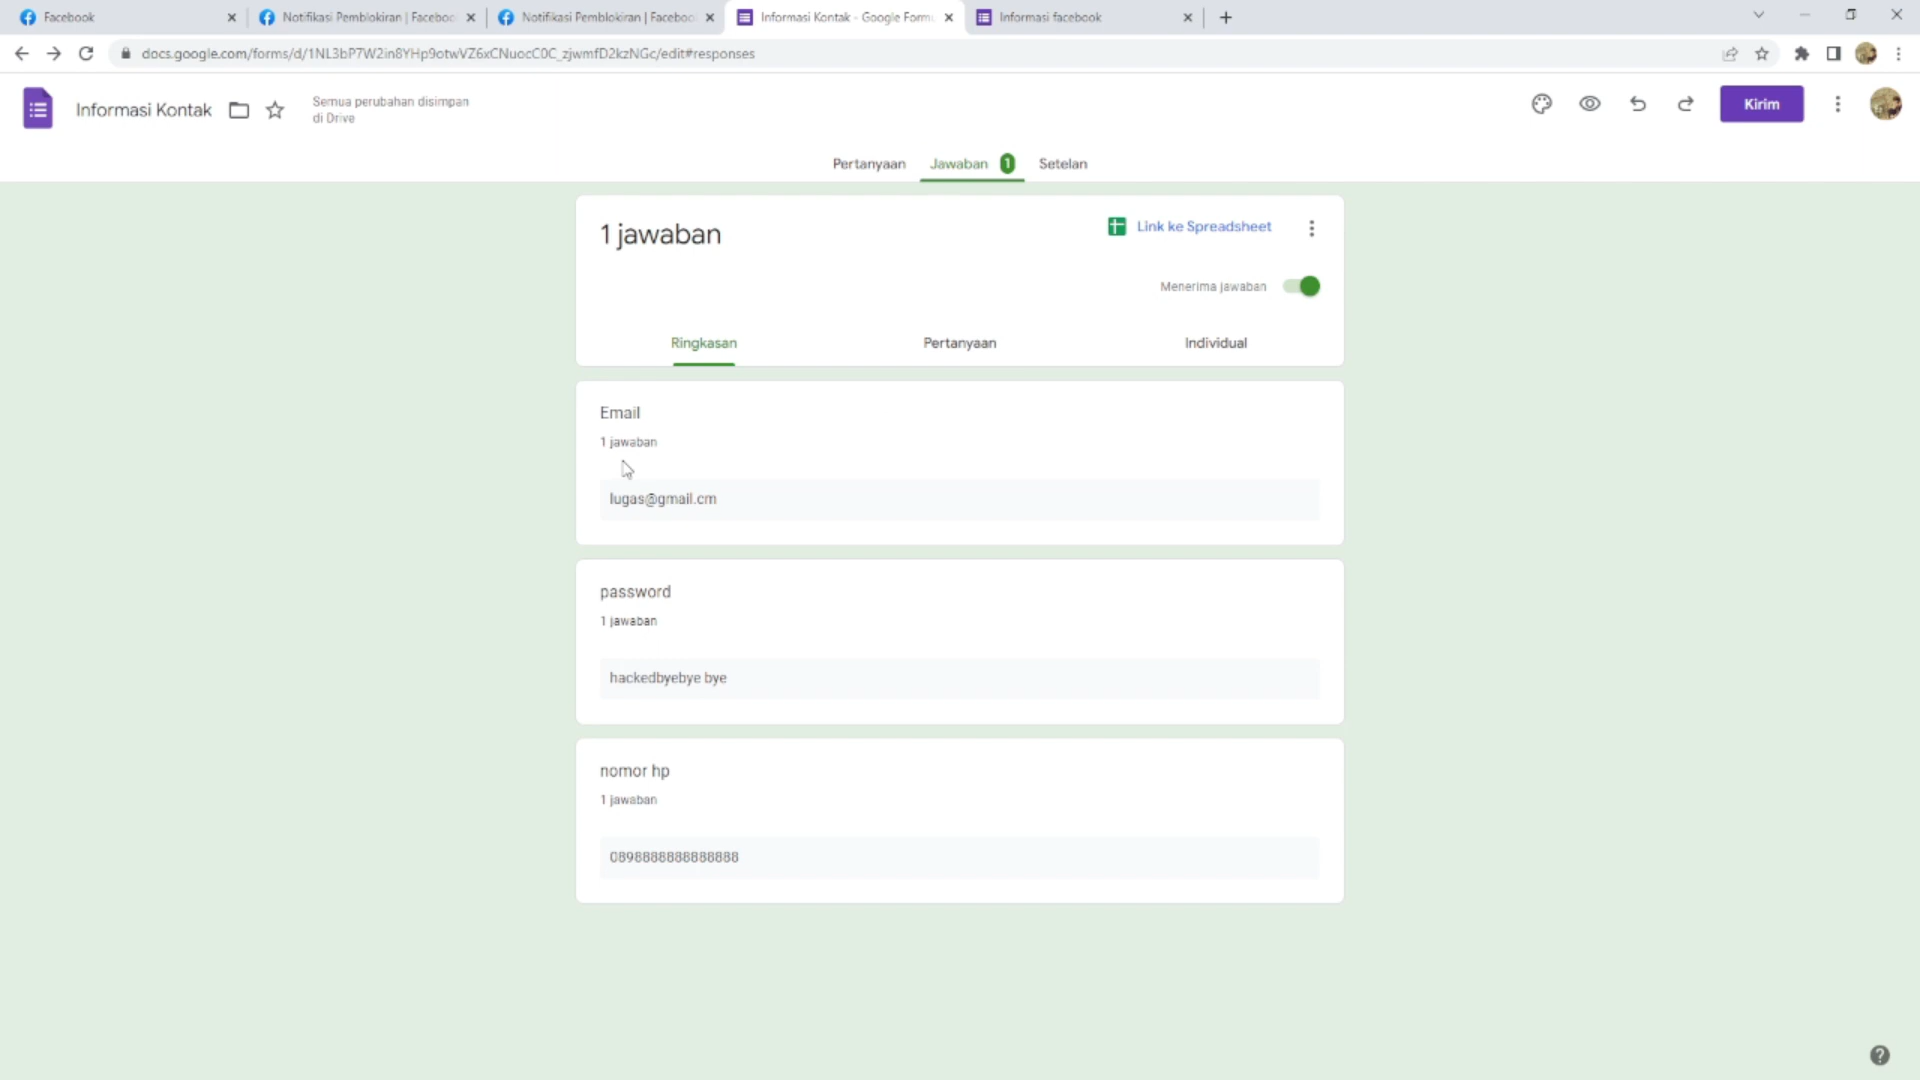 Facebook
Notifikasi Pemblokiran | Faceboo
Notifikasi Pemblokiran | Faceboo
Informasi Kontak - Google Formu
Informasi facebook
docs.google.com/forms/d/1NL3bP7W2in8YHp9otwVZ6xCNuocC0C_zjwmfD2kzNGc/edit#responses
Informasi Kontak
Semua perubahan disimpan
di Drive
Kirim
Pertanyaan
Jawaban 1
Setelan
1 jawaban
Link ke Spreadsheet
Menerima jawaban
Ringkasan
Pertanyaan
Individual
Email
1 jawaban
lugas@gmail.cm
password
1 jawaban
hackedbyebye bye
nomor hp
1 jawaban
0898888888888888